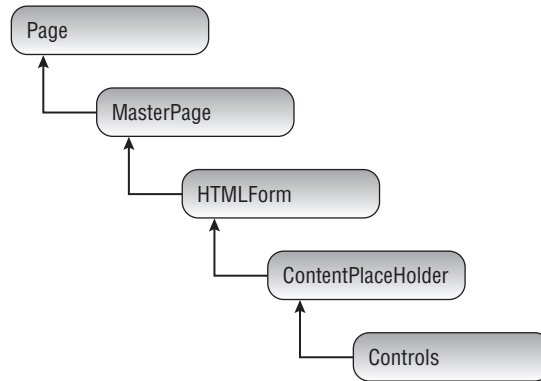 Page
MasterPage
HTMLForm
ContentPlaceHolder
Controls